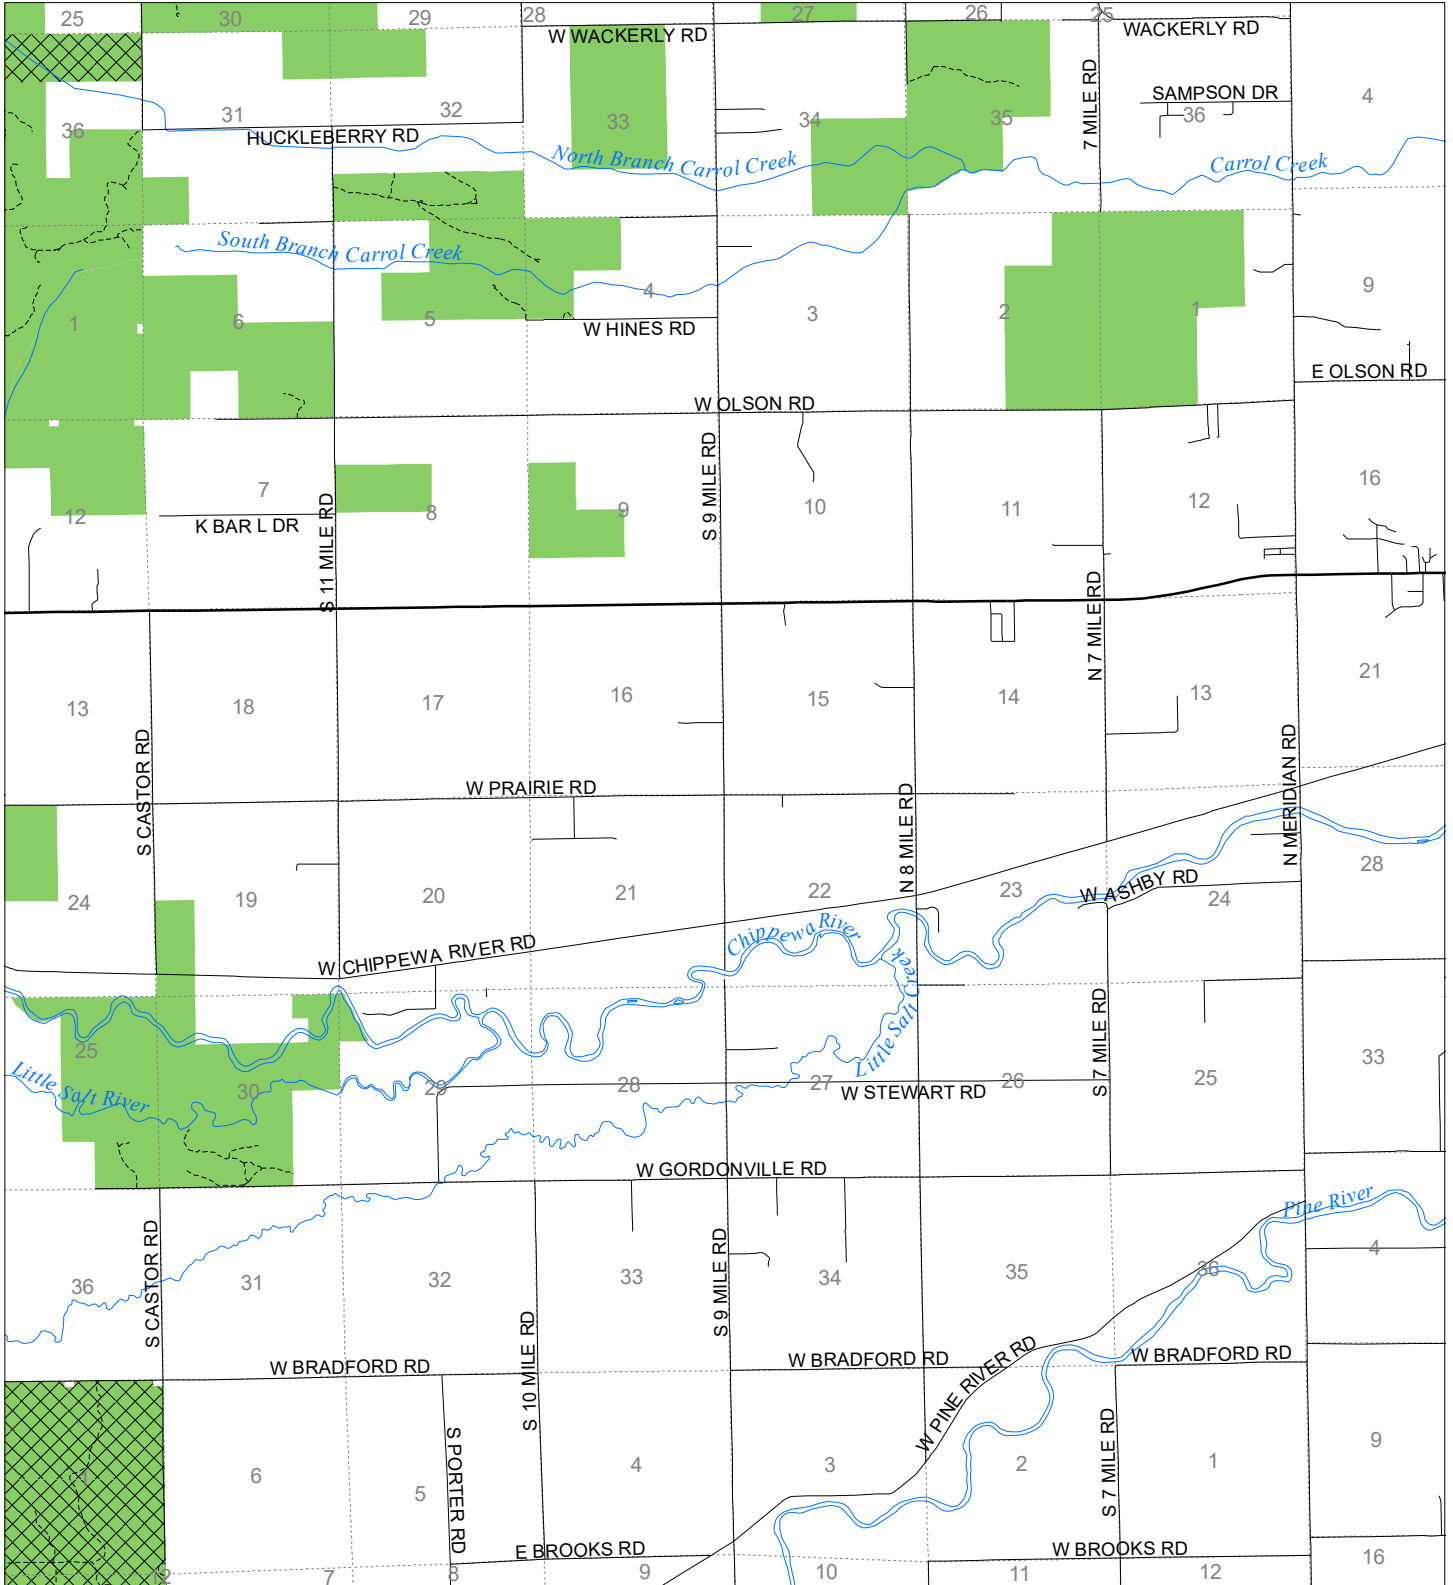 25
30
29
28
27
26
25
W WACKERLY RD
WACKERLY RD
7 MILE RD
SAMPSON DR
4
31
32
33
34
35
36
36
HUCKLEBERRY RD
North Branch Carrol Creek
Carrol Creek
South Branch Carrol Creek
1
6
5
4
3
2
1
9
W HINES RD
E OLSON RD
W OLSON RD
S 9 MILE RD
S 11 MILE RD
7
8
9
10
11
12
16
12
K BAR L DR
N 7 MILE RD
13
18
17
16
15
14
13
21
S CASTOR RD
N MERIDIAN RD
W PRAIRIE RD
N 8 MILE RD
24
19
20
21
22
23
24
28
W ASHBY RD
W CHIPPEWA RIVER RD
Chippewa River
Little Salt Creek
S 7 MILE RD
25
30
29
28
27
26
25
33
Little Salt River
W STEWART RD
W GORDONVILLE RD
Pine River
S CASTOR RD
S 9 MILE RD
36
31
32
33
34
35
36
4
S 10 MILE RD
W BRADFORD RD
W BRADFORD RD
W BRADFORD RD
W PINE RIVER RD
S PORTER RD
S 7 MILE RD
1
6
5
4
3
2
1
9
E BROOKS RD
W BROOKS RD
12
7
8
9
10
11
12
16